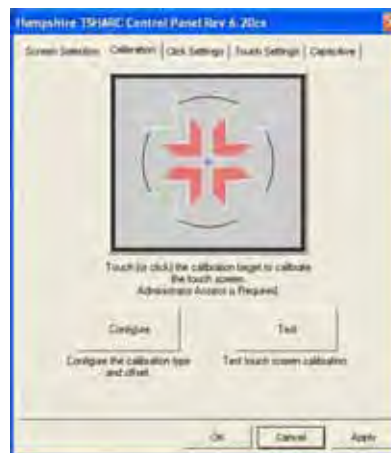 Hampshire TSHARC Control Panel Rev 6.20ca
Screen Selection Calibration Click Settings Touch Settings Capacitive
Touch (or click) the calibration target to calibrate
the touch screen.
Administrator Access is Required.
Configure Test
Configure the calibration type Test touch screen calibration.
and offset.
OK Cancel Apply